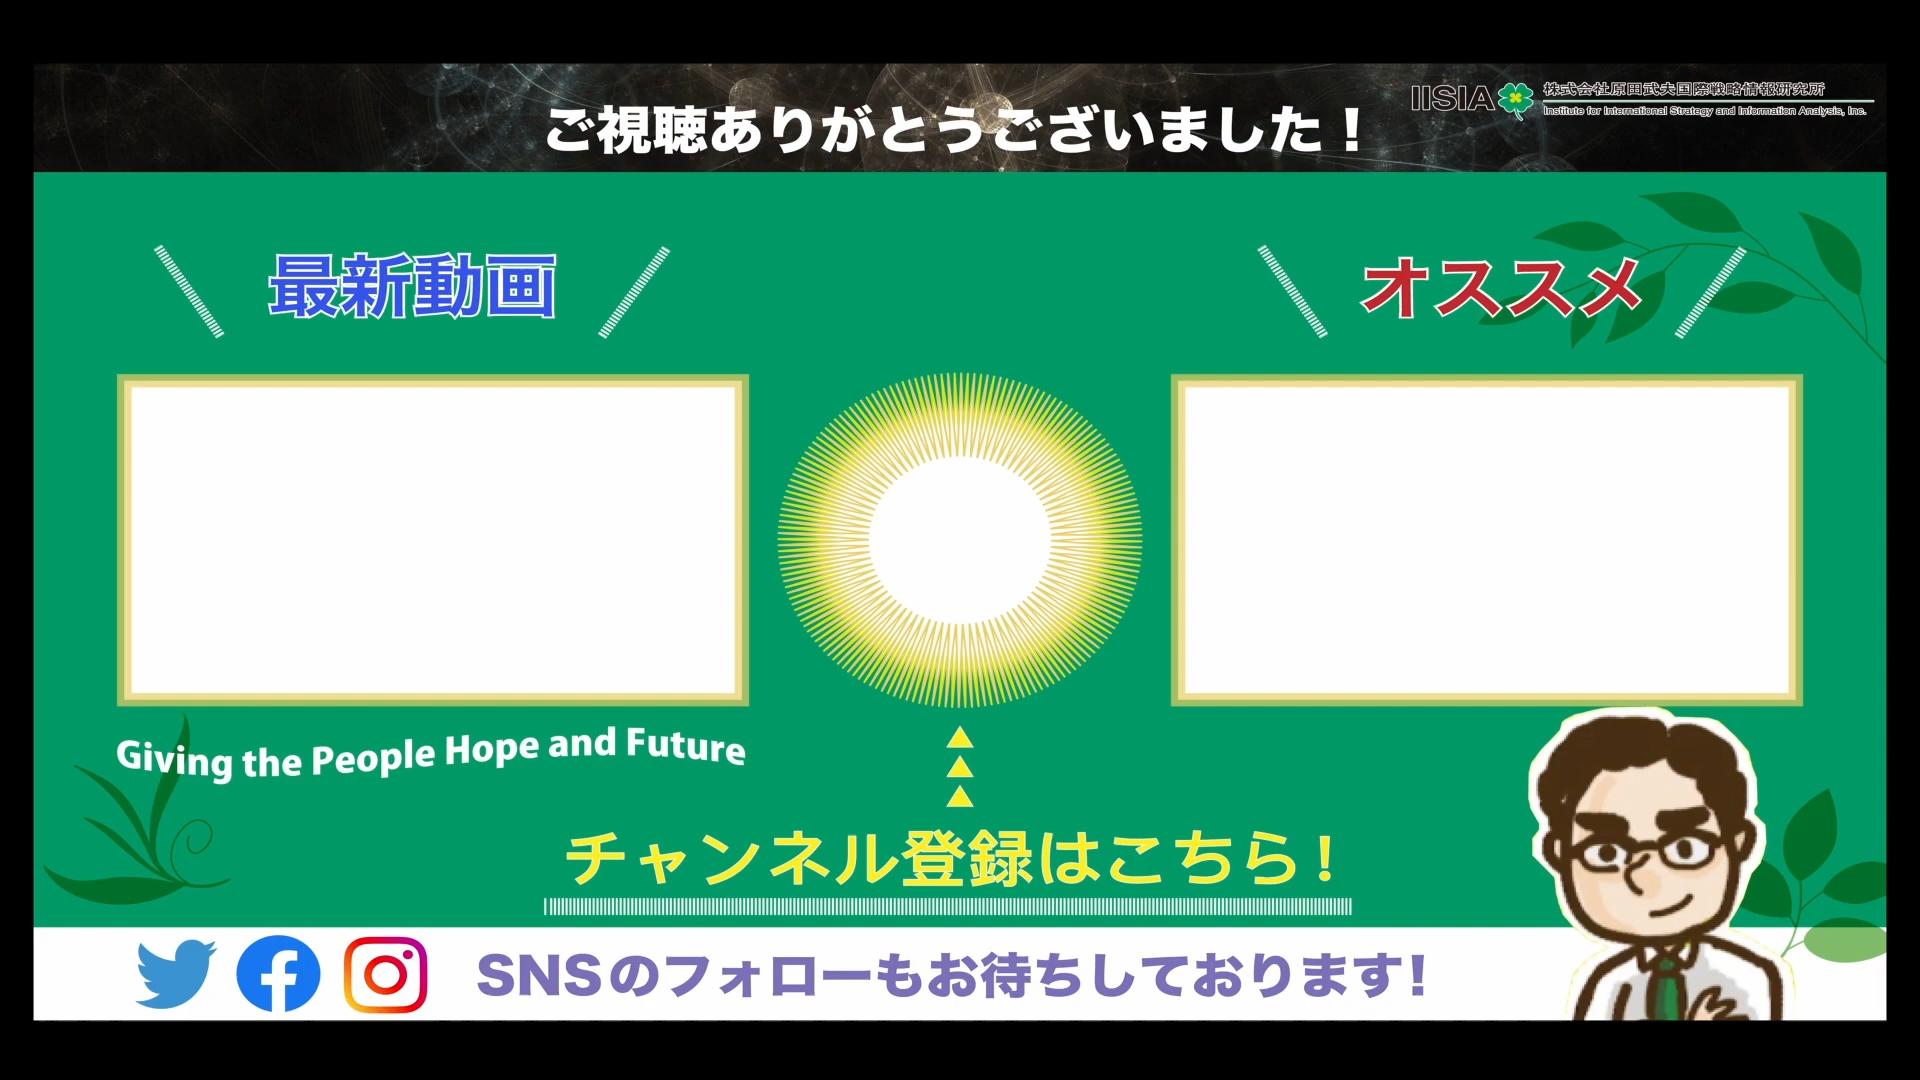 ご視聴ありがとうございました！
IISIA
株式会社原田武夫国際戦略情報研究所
Institute for International Strategy and Information Analysis, Inc.
最新動画
オススメ
Giving the People Hope and Future
チャンネル登録はこちら！
SNSのフォローもお待ちしております！